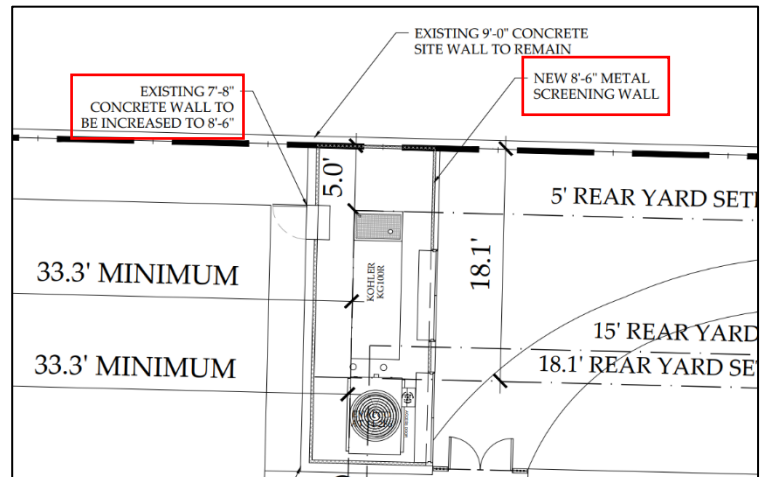 EXISTING 9'-0" CONCRETE
SITE WALL TO REMAIN
EXISTING 7'-8"
CONCRETE WALL TO
BE INCREASED TO 8'-6"
NEW 8'-6" METAL
SCREENING WALL
5.0'
5' REAR YARD SET
18.1'
KOHLER
KG100R
33.3' MINIMUM
15' REAR YARD
33.3' MINIMUM
18.1' REAR YARD SE